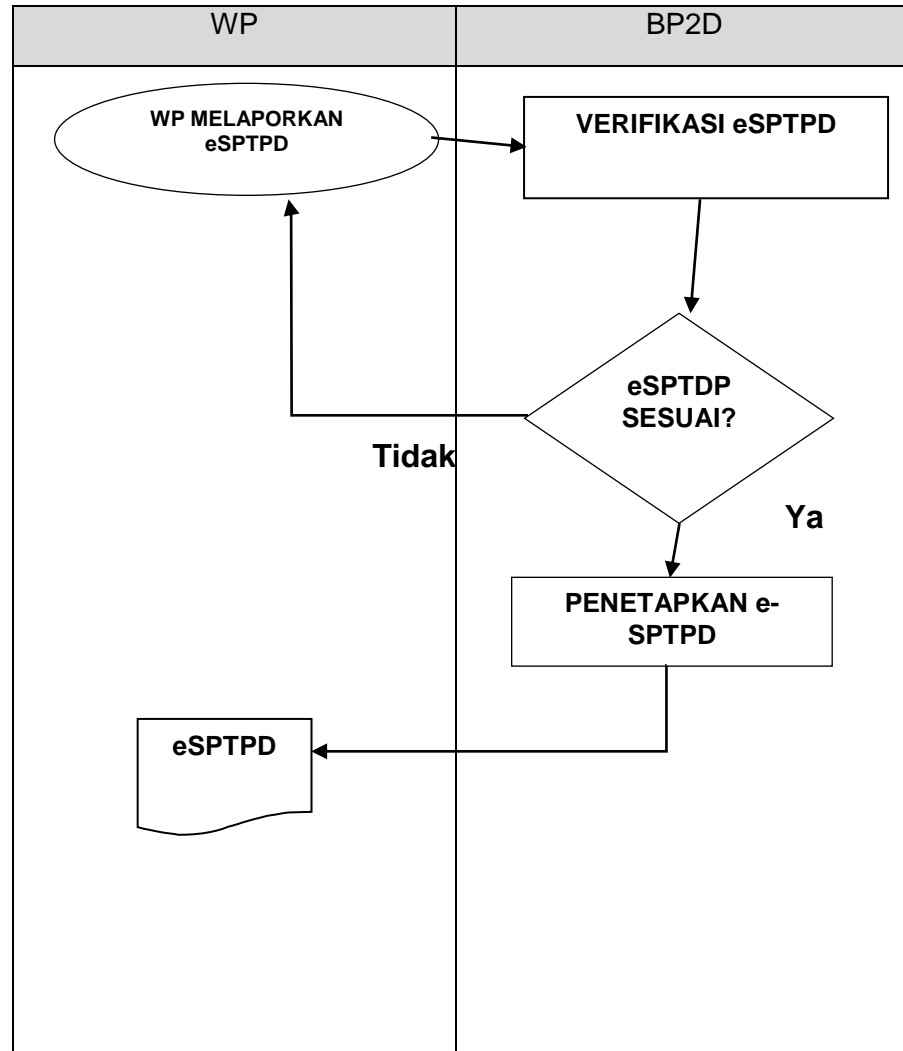 WP
BP2D
WP MELAPORKAN
eSPTPD
VERIFIKASI eSPTPD
eSPTDP
SESUAI?
Tidak
Ya
PENETAPKAN e-
SPTPD
eSPTPD